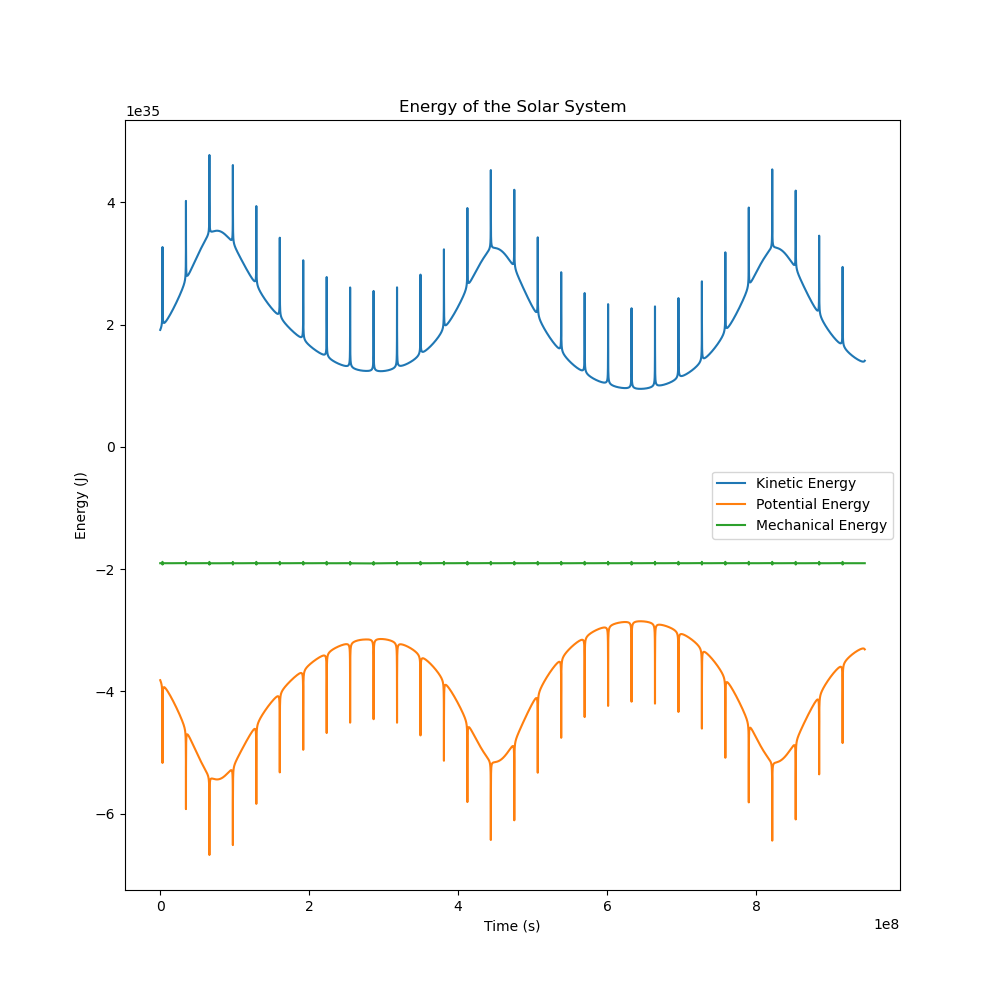 Energy of the Solar System
1e35
4
2
0
−2
−4
−6
Energy (J)
Kinetic Energy
Potential Energy
Mechanical Energy
0 2 4 6 8
Time (s)
1e8